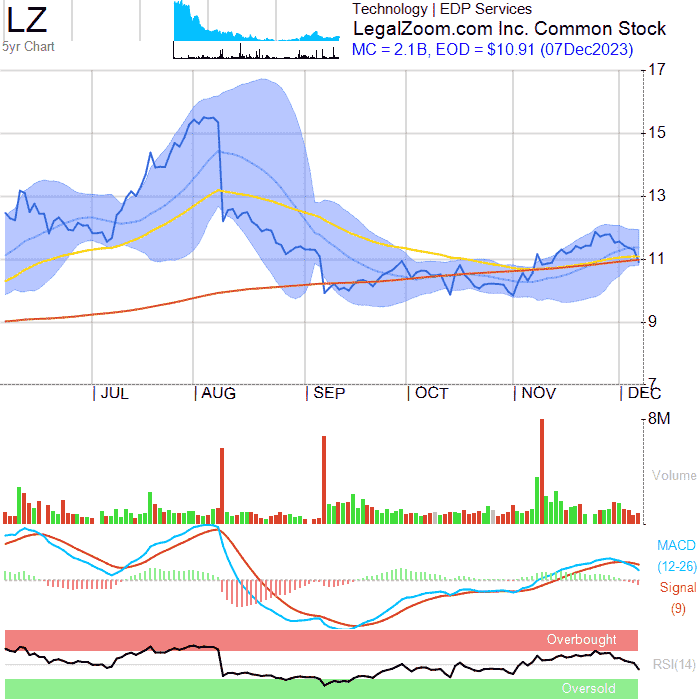 LZ
5yr Chart
Technology | EDP Services
LegalZoom.com Inc. Common Stock
MC = 2.1B, EOD = $10.91 (07Dec2023)
17
15
13
11
9
7
JUL AUG SEP OCT NOV DEC
8M
Volume
MACD
(12-26)
Signal
(9)
Overbought
RSI(14)
Oversold